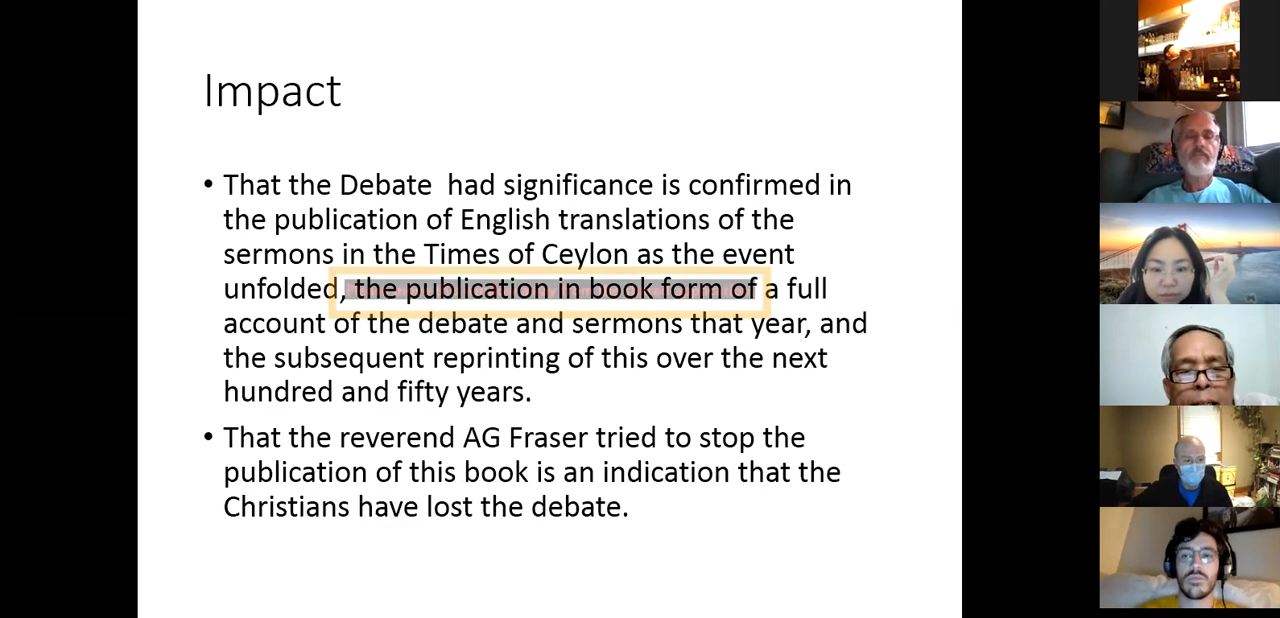 Impact
• That the Debate  had significance is confirmed in
the publication of English translations of the
sermons in the Times of Ceylon as the event
unfolded, the publication in book form of a full
account of the debate and sermons that year, and
the subsequent reprinting of this over the next
hundred and fifty years.
• That the reverend AG Fraser tried to stop the
publication of this book is an indication that the
Christians have lost the debate.